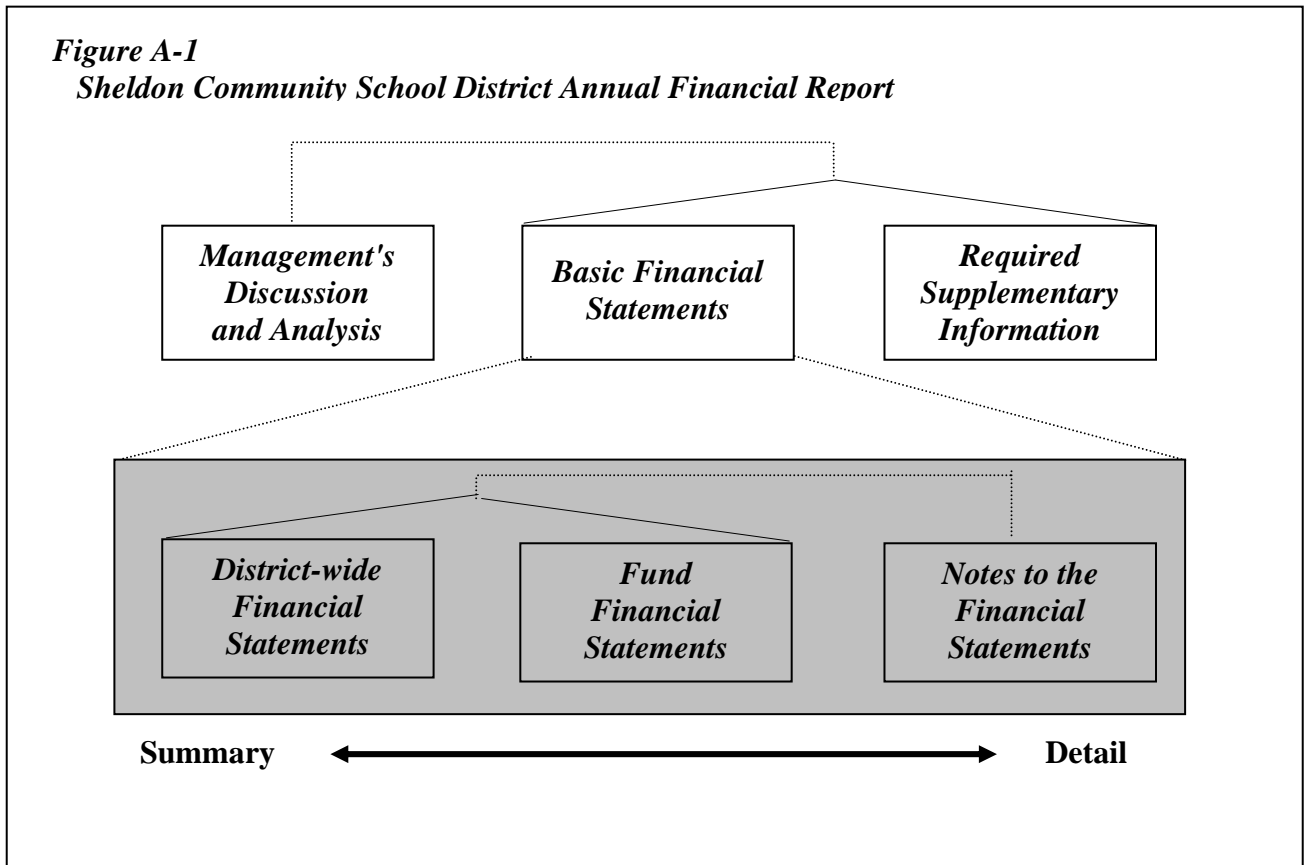 Figure A-1
Sheldon Community School District Annual Financial Report
Management's
Discussion
and Analysis
Basic Financial
Statements
Required
Supplementary
Information
District-wide
Financial
Statements
Fund
Financial
Statements
Notes to the
Financial
Statements
Summary
Detail